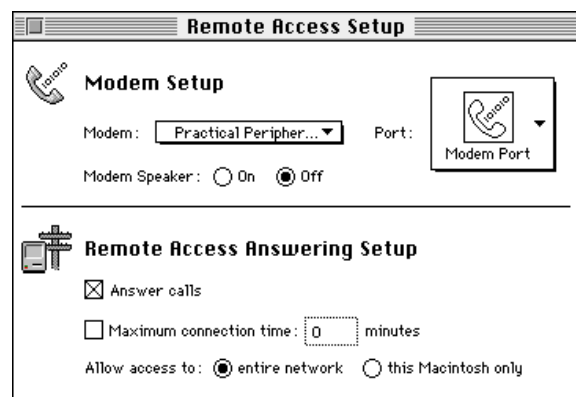 Remote Access Setup
Modem Setup
Modem: Practical Peripher... Port:
Modem Port
Modem Speaker: On Off
Remote Access Answering Setup
Answer calls
Maximum connection time: 0 minutes
Allow access to: entire network this Macintosh only